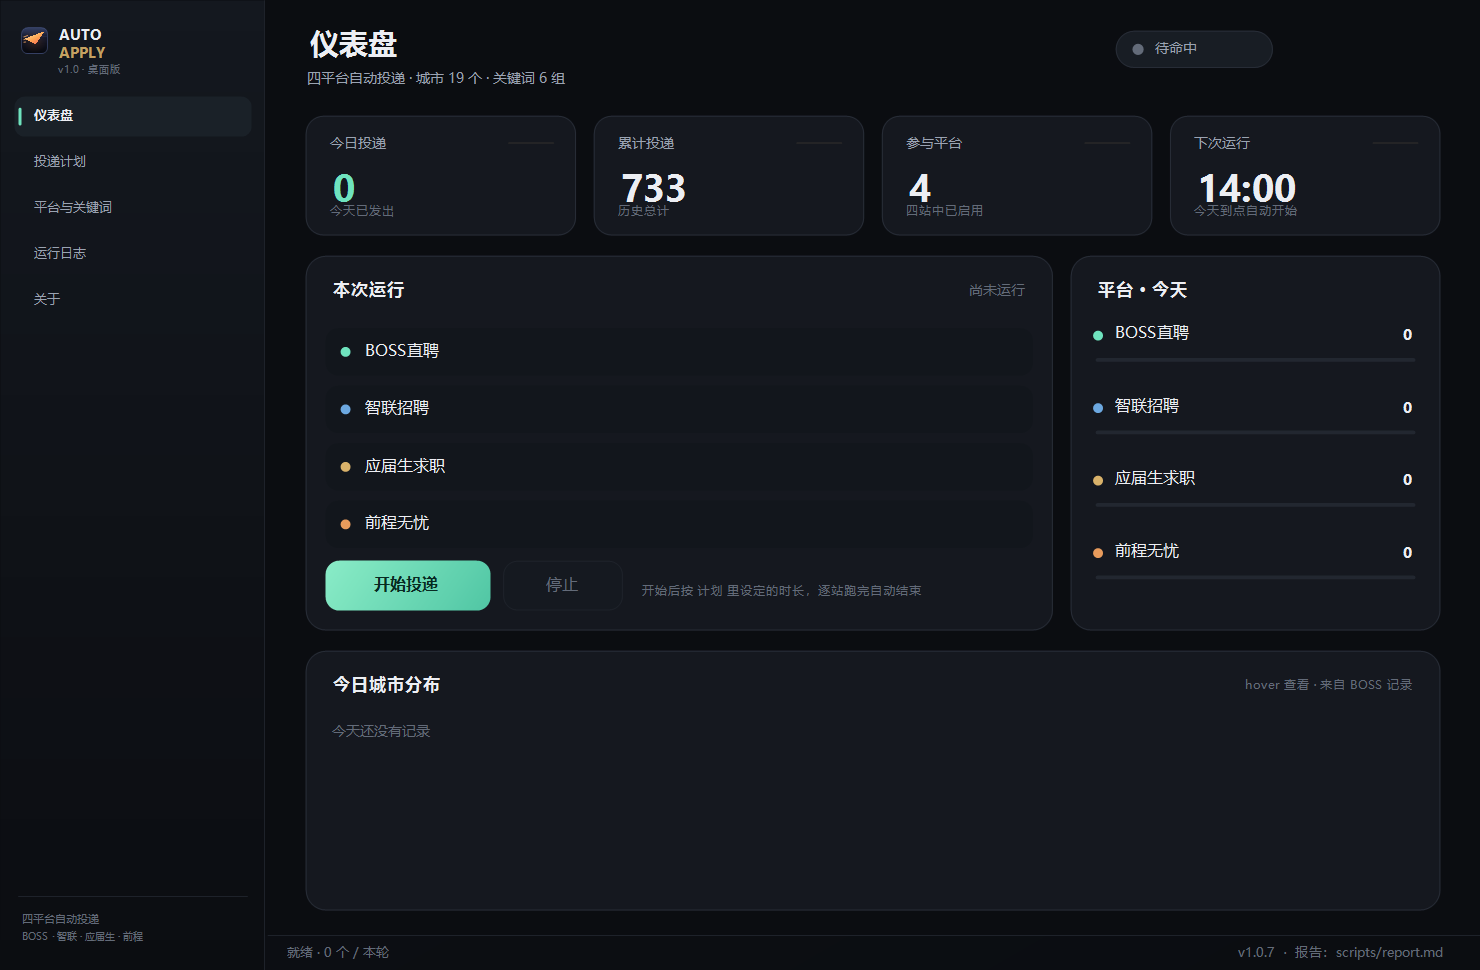 AUTO
APPLY
v1.0 · 桌面版
仪表盘
投递计划
平台与关键词
运行日志
关于
四平台自动投递
BOSS · 智联 · 应届生 · 前程
仪表盘
四平台自动投递 · 城市 19 个 · 关键词 6 组
待命中
今日投递
0
今天已发出
累计投递
733
历史总计
参与平台
4
四站中已启用
下次运行
14:00
今天到点自动开始
本次运行
尚未运行
BOSS直聘
智联招聘
应届生求职
前程无忧
开始投递
停止
开始后按 计划 里设定的时长，逐站跑完自动结束
平台 • 今天
BOSS直聘 0
智联招聘 0
应届生求职 0
前程无忧 0
今日城市分布
hover 查看 · 来自 BOSS 记录
今天还没有记录
就绪 · 0 个 / 本轮
v1.0.7 · 报告：scripts/report.md